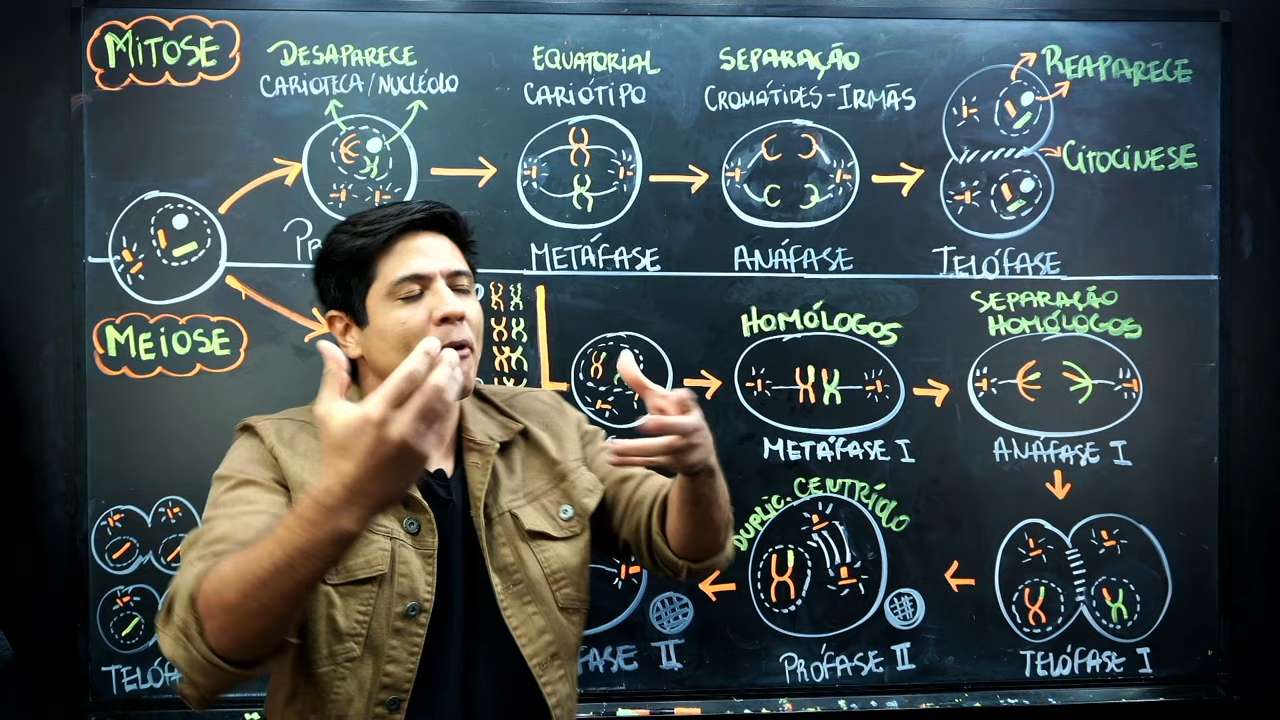 MITOSE
DESAPARECE
CARIOTECA/NUCLÉOLO
EQUATORIAL
CARIÓTIPO
SEPARAÇÃO
CROMÁTIDES-IRMÃS
REAPARECE
CITOCINESE
METÁFASE
ANÁFASE
TELÓFASE
MEIOSE
HOMÓLOGOS
SEPARAÇÃO
HOMÓLOGOS
METÁFASE I
ANÁFASE I
DUPLIC. CENTRÍOLO
II
PRÓFASE II
TELÓFASE I